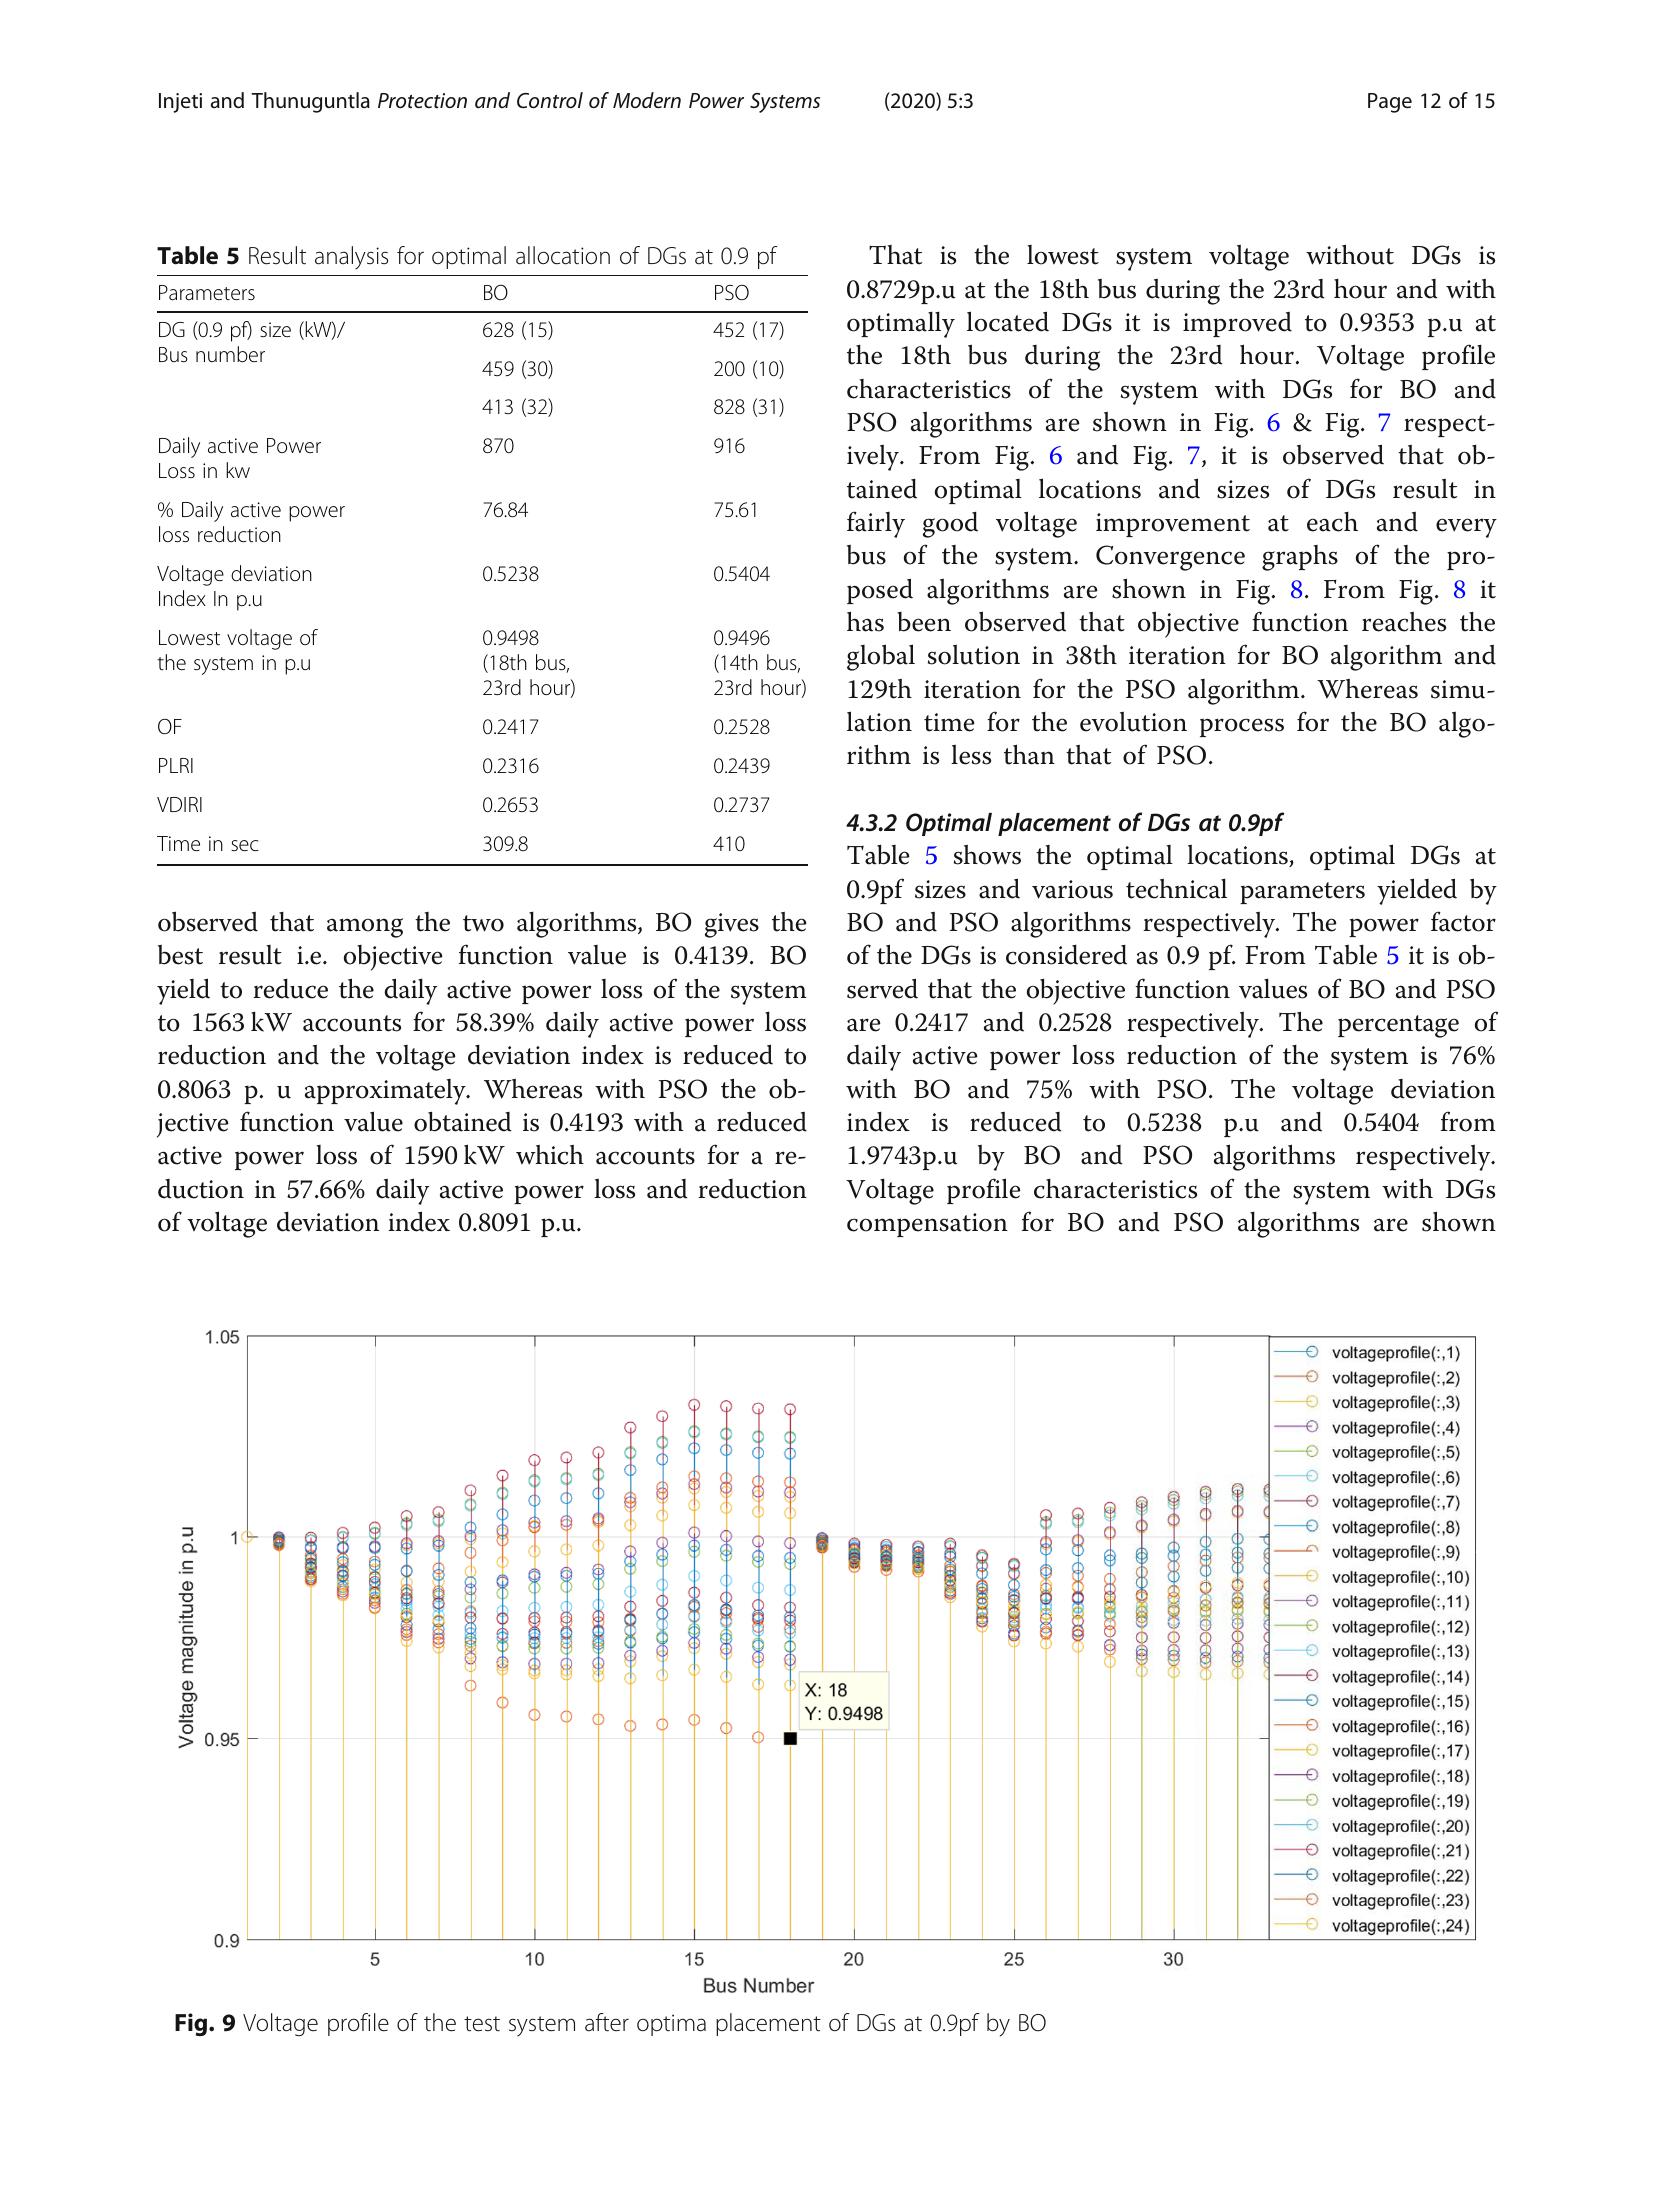 Injeti and Thunuguntla Protection and Control of Modern Power Systems (2020) 5:3 Page 12 of 15
Table 5 Result analysis for optimal allocation of DGs at 0.9 pf
Parameters BO PSO
DG (0.9 pf) size (kW)/ 628 (15) 452 (17)
Bus number
459 (30) 200 (10)
413 (32) 828 (31)
Daily active Power 870 916
Loss in kw
% Daily active power 76.84 75.61
loss reduction
Voltage deviation 0.5238 0.5404
Index In p.u
Lowest voltage of 0.9498 0.9496
the system in p.u (18th bus, (14th bus,
23rd hour) 23rd hour)
OF 0.2417 0.2528
PLRI 0.2316 0.2439
VDIRI 0.2653 0.2737
Time in sec 309.8 410
observed that among the two algorithms, BO gives the
best result i.e. objective function value is 0.4139. BO
yield to reduce the daily active power loss of the system
to 1563 kW accounts for 58.39% daily active power loss
reduction and the voltage deviation index is reduced to
0.8063 p. u approximately. Whereas with PSO the ob-
jective function value obtained is 0.4193 with a reduced
active power loss of 1590 kW which accounts for a re-
duction in 57.66% daily active power loss and reduction
of voltage deviation index 0.8091 p.u.
That is the lowest system voltage without DGs is
0.8729p.u at the 18th bus during the 23rd hour and with
optimally located DGs it is improved to 0.9353 p.u at
the 18th bus during the 23rd hour. Voltage profile
characteristics of the system with DGs for BO and
PSO algorithms are shown in Fig. 6 & Fig. 7 respect-
ively. From Fig. 6 and Fig. 7, it is observed that ob-
tained optimal locations and sizes of DGs result in
fairly good voltage improvement at each and every
bus of the system. Convergence graphs of the pro-
posed algorithms are shown in Fig. 8. From Fig. 8 it
has been observed that objective function reaches the
global solution in 38th iteration for BO algorithm and
129th iteration for the PSO algorithm. Whereas simu-
lation time for the evolution process for the BO algo-
rithm is less than that of PSO.
4.3.2 Optimal placement of DGs at 0.9pf
Table 5 shows the optimal locations, optimal DGs at
0.9pf sizes and various technical parameters yielded by
BO and PSO algorithms respectively. The power factor
of the DGs is considered as 0.9 pf. From Table 5 it is ob-
served that the objective function values of BO and PSO
are 0.2417 and 0.2528 respectively. The percentage of
daily active power loss reduction of the system is 76%
with BO and 75% with PSO. The voltage deviation
index is reduced to 0.5238 p.u and 0.5404 from
1.9743p.u by BO and PSO algorithms respectively.
Voltage profile characteristics of the system with DGs
compensation for BO and PSO algorithms are shown
1.05
1
0.95
0.9
Voltage magnitude in p.u
X: 18
Y: 0.9498
5 10 15 20 25 30
Bus Number
voltageprofile(:,1)
voltageprofile(:,2)
voltageprofile(:,3)
voltageprofile(:,4)
voltageprofile(:,5)
voltageprofile(:,6)
voltageprofile(:,7)
voltageprofile(:,8)
voltageprofile(:,9)
voltageprofile(:,10)
voltageprofile(:,11)
voltageprofile(:,12)
voltageprofile(:,13)
voltageprofile(:,14)
voltageprofile(:,15)
voltageprofile(:,16)
voltageprofile(:,17)
voltageprofile(:,18)
voltageprofile(:,19)
voltageprofile(:,20)
voltageprofile(:,21)
voltageprofile(:,22)
voltageprofile(:,23)
voltageprofile(:,24)
Fig. 9 Voltage profile of the test system after optima placement of DGs at 0.9pf by BO